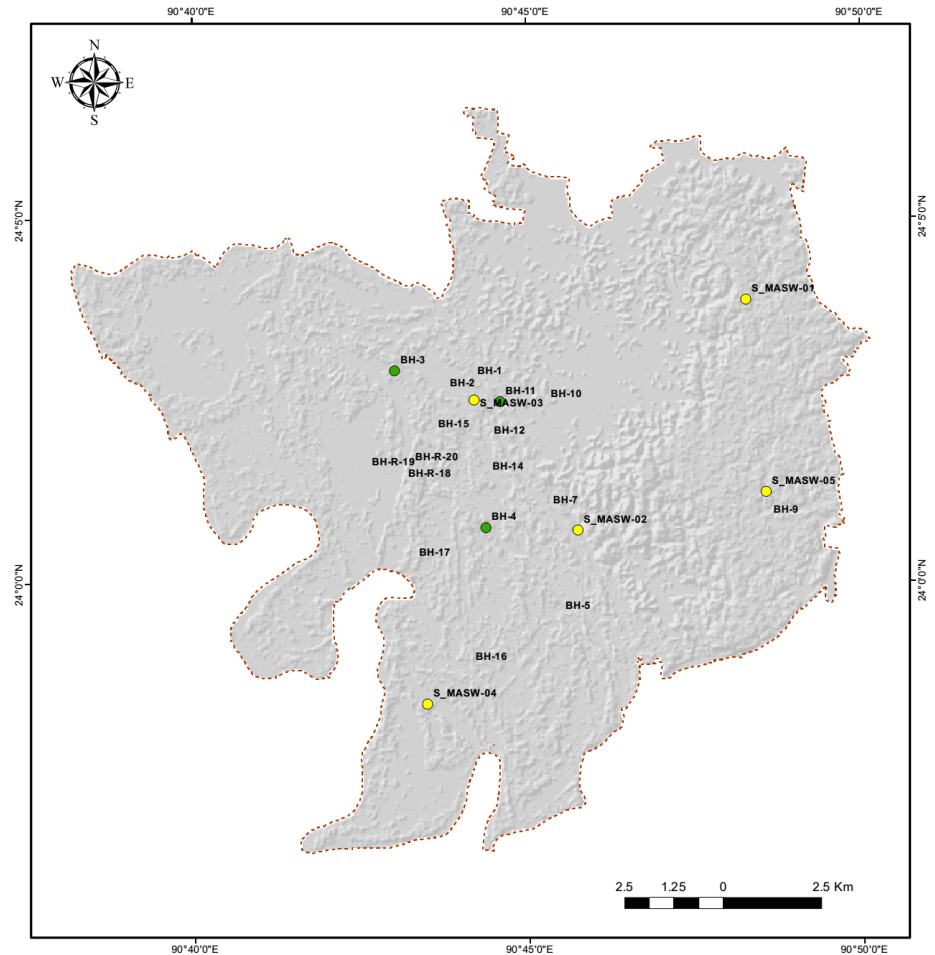 90°40'0"E
90°45'0"E
90°50'0"E
N
W
E
S
24°5'0"N
24°5'0"N
S_MASW-01
BH-3
BH-1
BH-2
BH-11
BH-10
S_MASW-03
BH-15
BH-12
BH-R-20
BH-R-19
BH-14
BH-R-18
S_MASW-05
BH-7
BH-9
BH-4
S_MASW-02
BH-17
24°0'0"N
24°0'0"N
BH-5
BH-16
S_MASW-04
2.5 1.25 0 2.5 Km
90°40'0"E
90°45'0"E
90°50'0"E